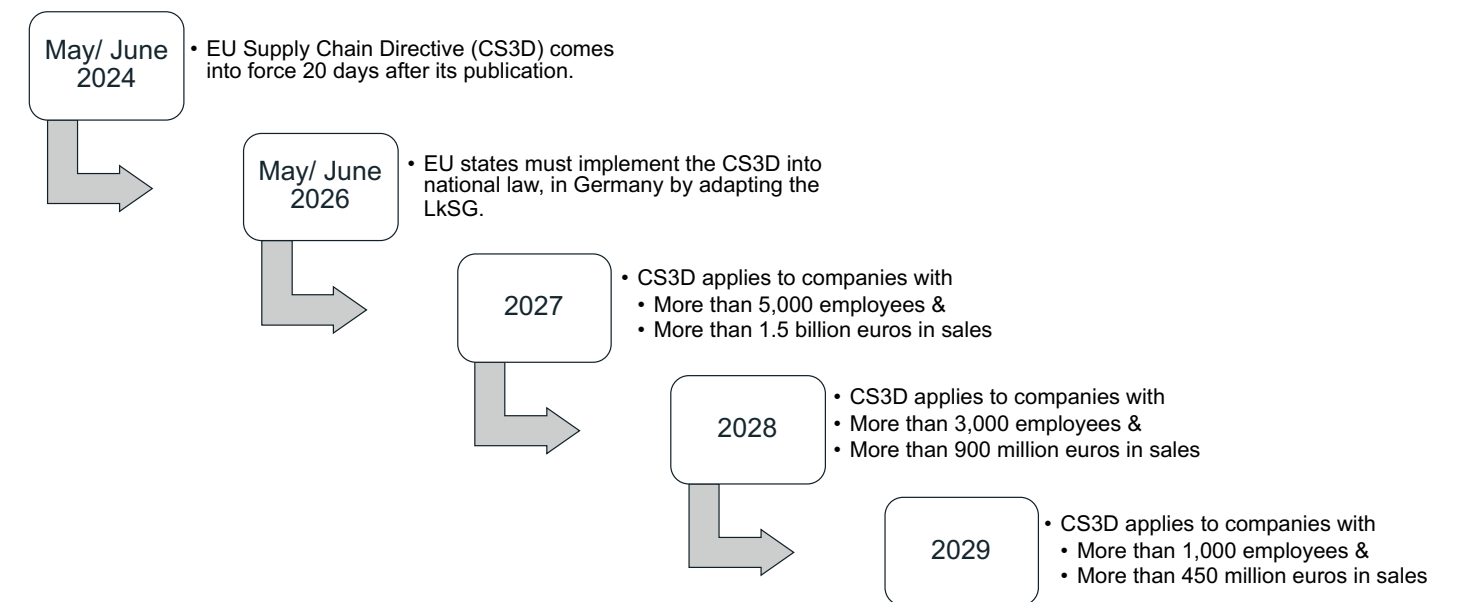 May/ June
2024
• EU Supply Chain Directive (CS3D) comes
into force 20 days after its publication.
May/ June
2026
• EU states must implement the CS3D into
national law, in Germany by adapting the
LkSG.
2027
• CS3D applies to companies with
• More than 5,000 employees &
• More than 1.5 billion euros in sales
2028
• CS3D applies to companies with
• More than 3,000 employees &
• More than 900 million euros in sales
2029
• CS3D applies to companies with
• More than 1,000 employees &
• More than 450 million euros in sales